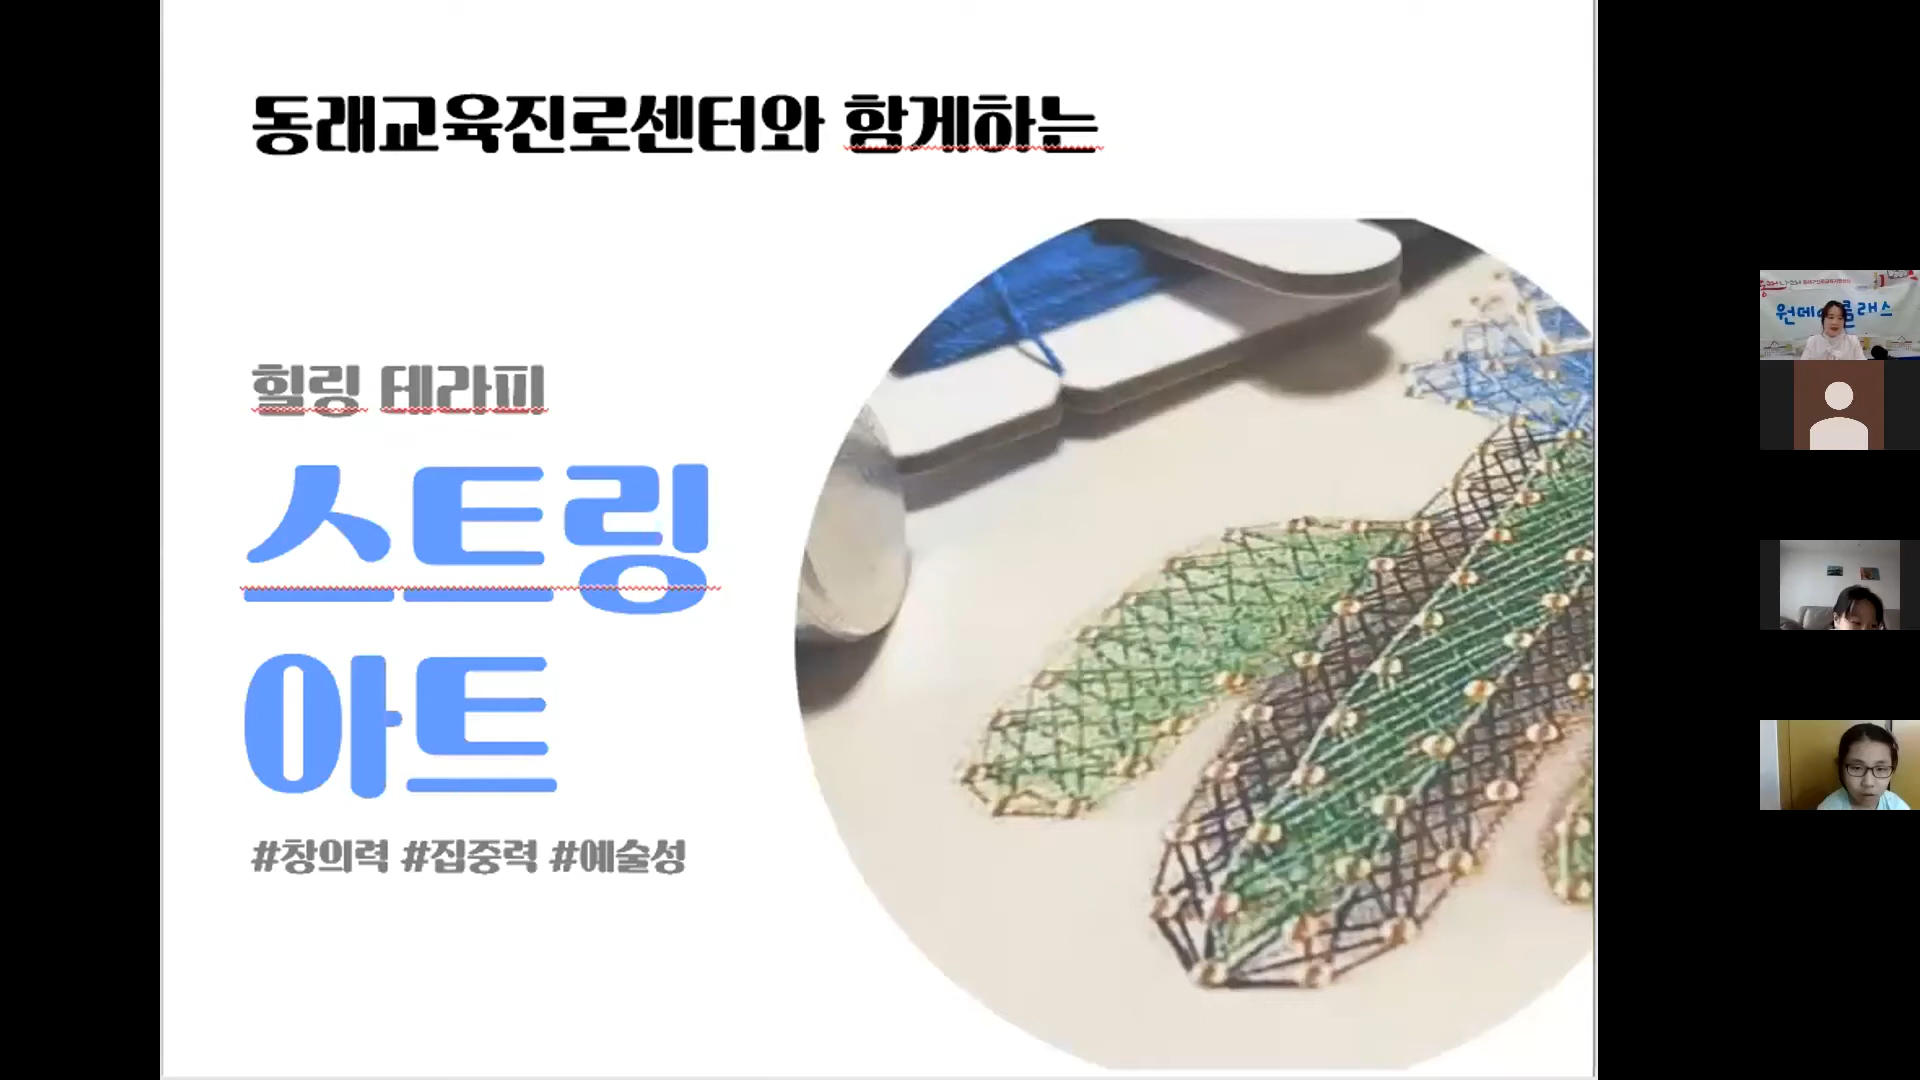 동래교육진로센터와 함게하는
힐링 테라피
스트링
아트
#창의력 #집중력 #예술성